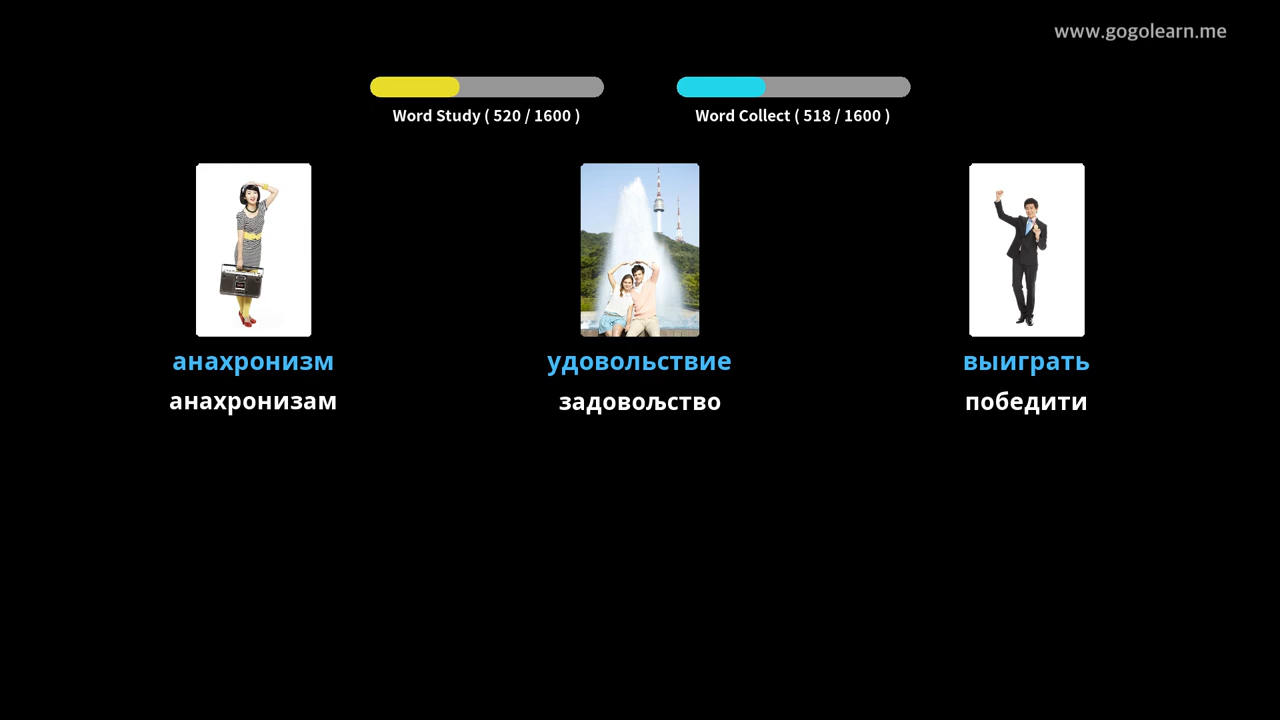 www.gogolearn.me
Word Study ( 520 / 1600 )
Word Collect ( 518 / 1600 )
анахронизм
удовольствие
выиграть
анахронизам
задовољство
победити